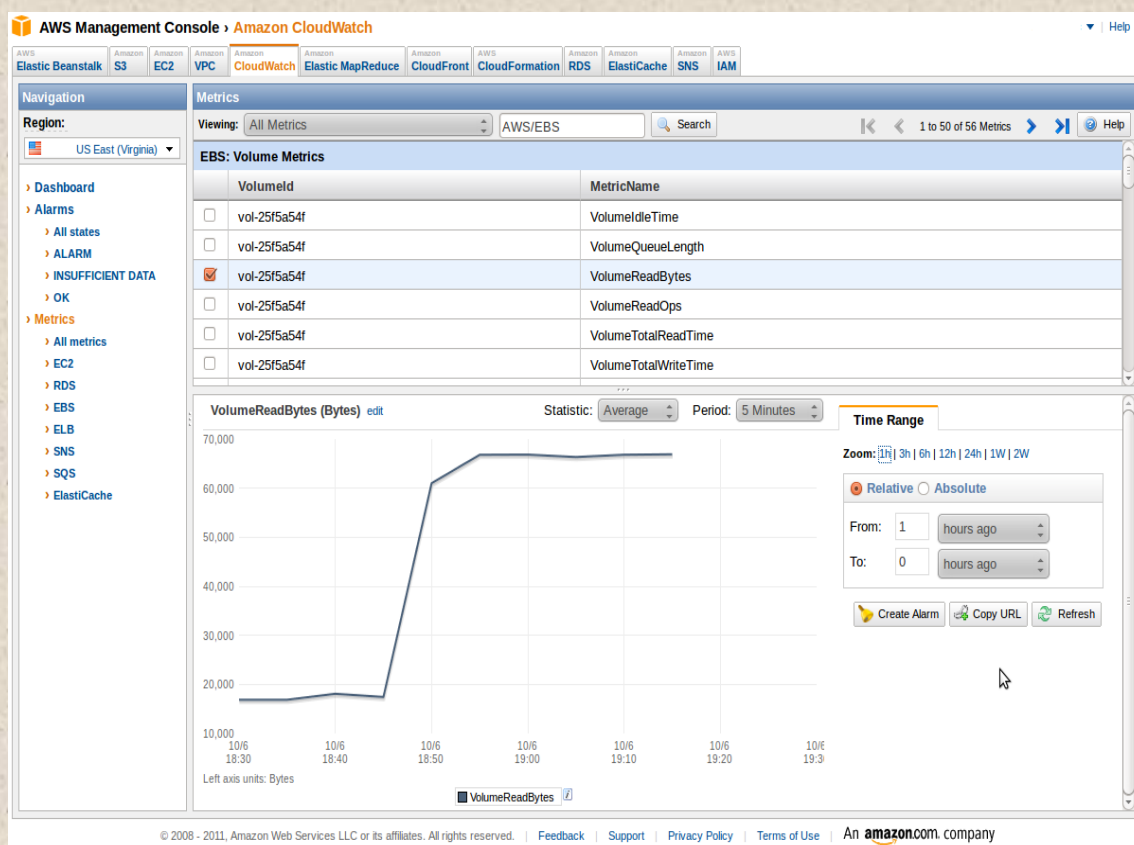 AWS Management Console › Amazon CloudWatch
Help
AWS Elastic Beanstalk
Amazon S3
Amazon EC2
Amazon VPC
Amazon CloudWatch
Amazon Elastic MapReduce
Amazon CloudFront
AWS CloudFormation
Amazon RDS
Amazon ElastiCache
Amazon SNS
AWS IAM
Navigation
Region:
US East (Virginia)
› Dashboard
› Alarms
› All states
› ALARM
› INSUFFICIENT DATA
› OK
› Metrics
› All metrics
› EC2
› RDS
› EBS
› ELB
› SNS
› SQS
› ElastiCache
Metrics
Viewing: All Metrics AWS/EBS Search 1 to 50 of 56 Metrics Help
EBS: Volume Metrics
VolumeId MetricName
vol-25f5a54f VolumeIdleTime
vol-25f5a54f VolumeQueueLength
vol-25f5a54f VolumeReadBytes
vol-25f5a54f VolumeReadOps
vol-25f5a54f VolumeTotalReadTime
vol-25f5a54f VolumeTotalWriteTime
VolumeReadBytes (Bytes) edit Statistic: Average Period: 5 Minutes
70,000
60,000
50,000
40,000
30,000
20,000
10,000
10/6 10/6 10/6 10/6 10/6 10/6 10/6
18:30 18:40 18:50 19:00 19:10 19:20 19:3
Left axis units: Bytes
VolumeReadBytes i
Time Range
Zoom: 1h | 3h | 6h | 12h | 24h | 1W | 2W
Relative Absolute
From: 1 hours ago
To: 0 hours ago
Create Alarm Copy URL Refresh
© 2008 - 2011, Amazon Web Services LLC or its affiliates. All rights reserved. | Feedback | Support | Privacy Policy | Terms of Use | An amazon.com. company